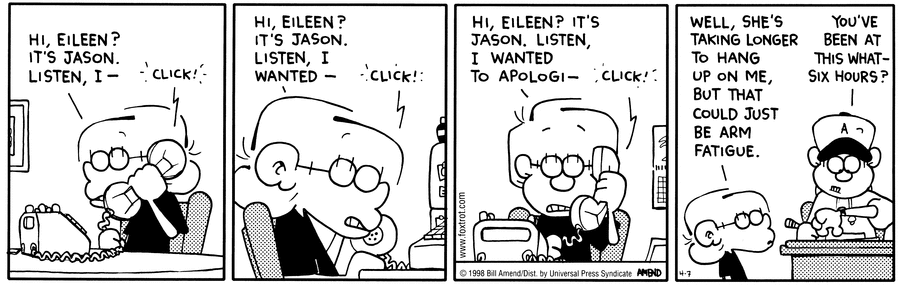 HI, EILEEN?
IT'S JASON.
LISTEN, I—
CLICK!
HI, EILEEN?
IT'S JASON.
LISTEN, I
WANTED —
CLICK!
HI, EILEEN? IT'S
JASON. LISTEN,
I WANTED
TO APOLOGI—
CLICK!
www.foxtrot.com
© 1998 Bill Amend/Dist. by Universal Press Syndicate
AMEND
WELL, SHE'S
TAKING LONGER
TO HANG
UP ON ME,
BUT THAT
COULD JUST
BE ARM
FATIGUE.
YOU'VE
BEEN AT
THIS WHAT—
SIX HOURS?
A
4-7